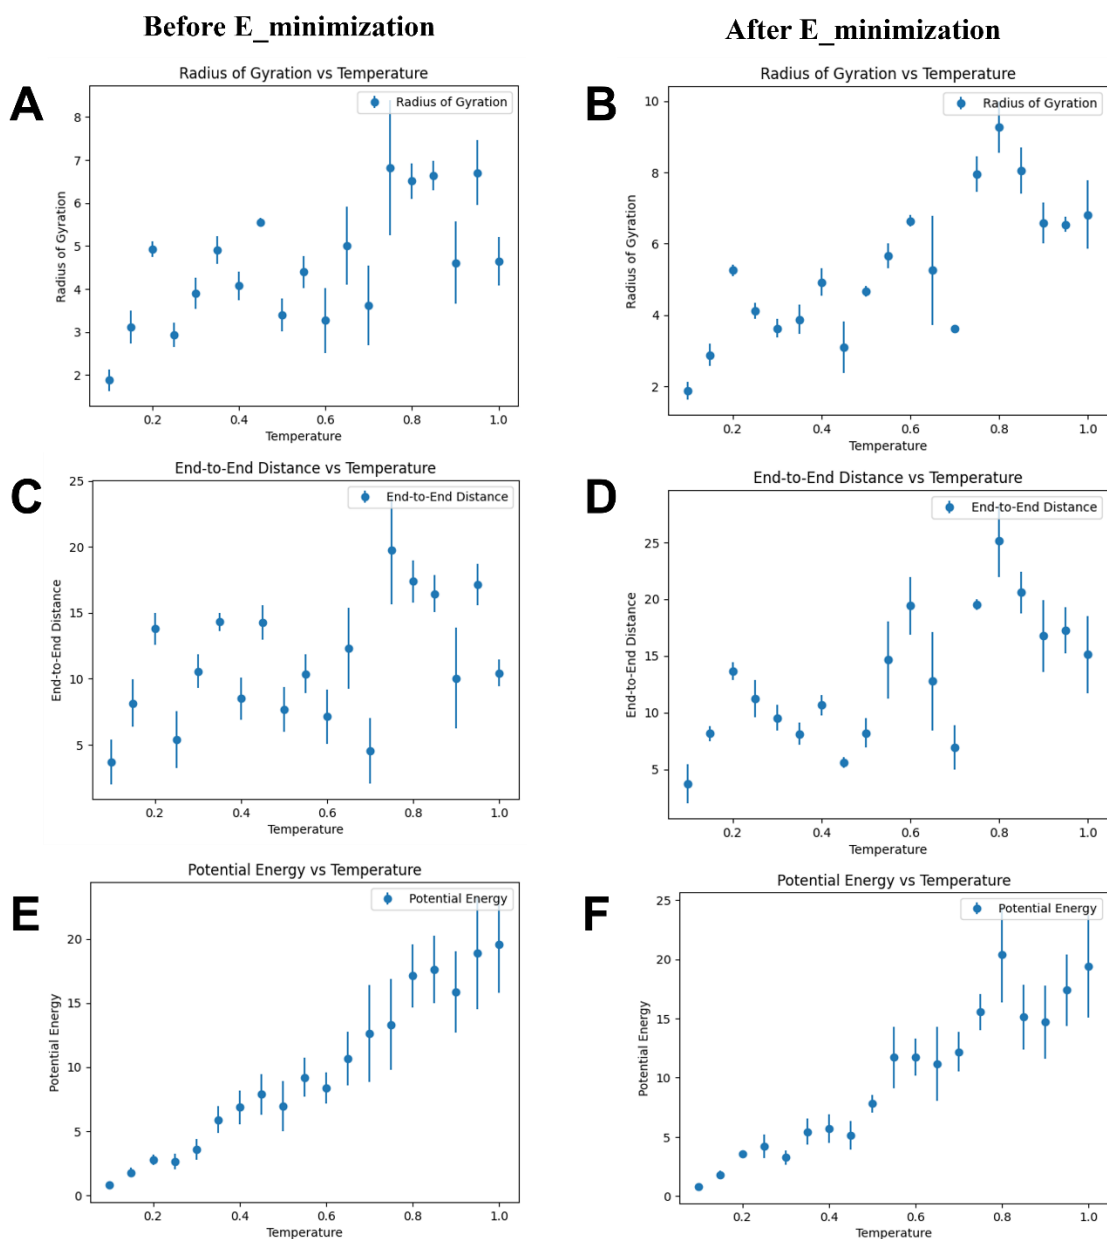 Before E_minimization
After E_minimization
A
Radius of Gyration vs Temperature
Radius of Gyration
8
7
6
5
4
3
2
Radius of Gyration
0.2 0.4 0.6 0.8 1.0
Temperature
B
Radius of Gyration vs Temperature
Radius of Gyration
10
8
6
4
2
Radius of Gyration
0.2 0.4 0.6 0.8 1.0
Temperature
C
End-to-End Distance vs Temperature
End-to-End Distance
25
20
15
10
5
End-to-End Distance
0.2 0.4 0.6 0.8 1.0
Temperature
D
End-to-End Distance vs Temperature
End-to-End Distance
25
20
15
10
5
End-to-End Distance
0.2 0.4 0.6 0.8 1.0
Temperature
E
Potential Energy vs Temperature
Potential Energy
20
15
10
5
0
Potential Energy
0.2 0.4 0.6 0.8 1.0
Temperature
F
Potential Energy vs Temperature
Potential Energy
25
20
15
10
5
0
Potential Energy
0.2 0.4 0.6 0.8 1.0
Temperature